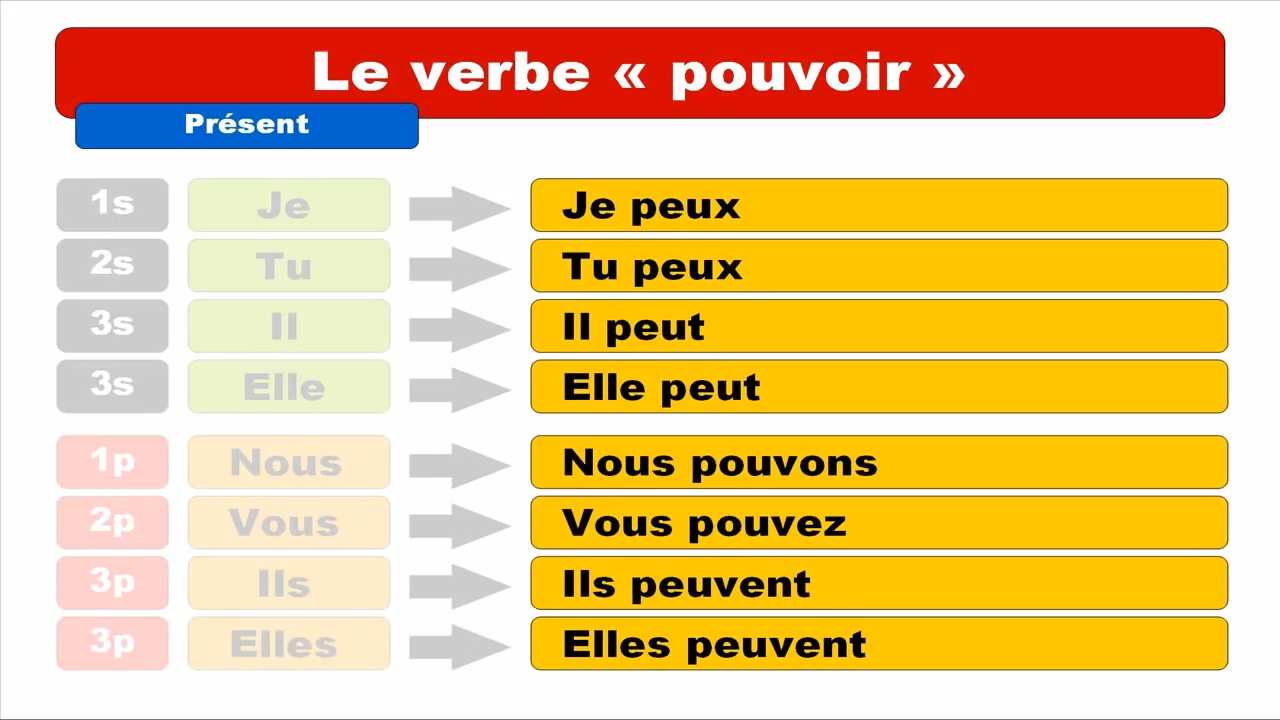 Le verbe « pouvoir »
Présent
1s Je Je peux
2s Tu Tu peux
3s Il Il peut
3s Elle Elle peut
1p Nous Nous pouvons
2p Vous Vous pouvez
3p Ils Ils peuvent
3p Elles Elles peuvent